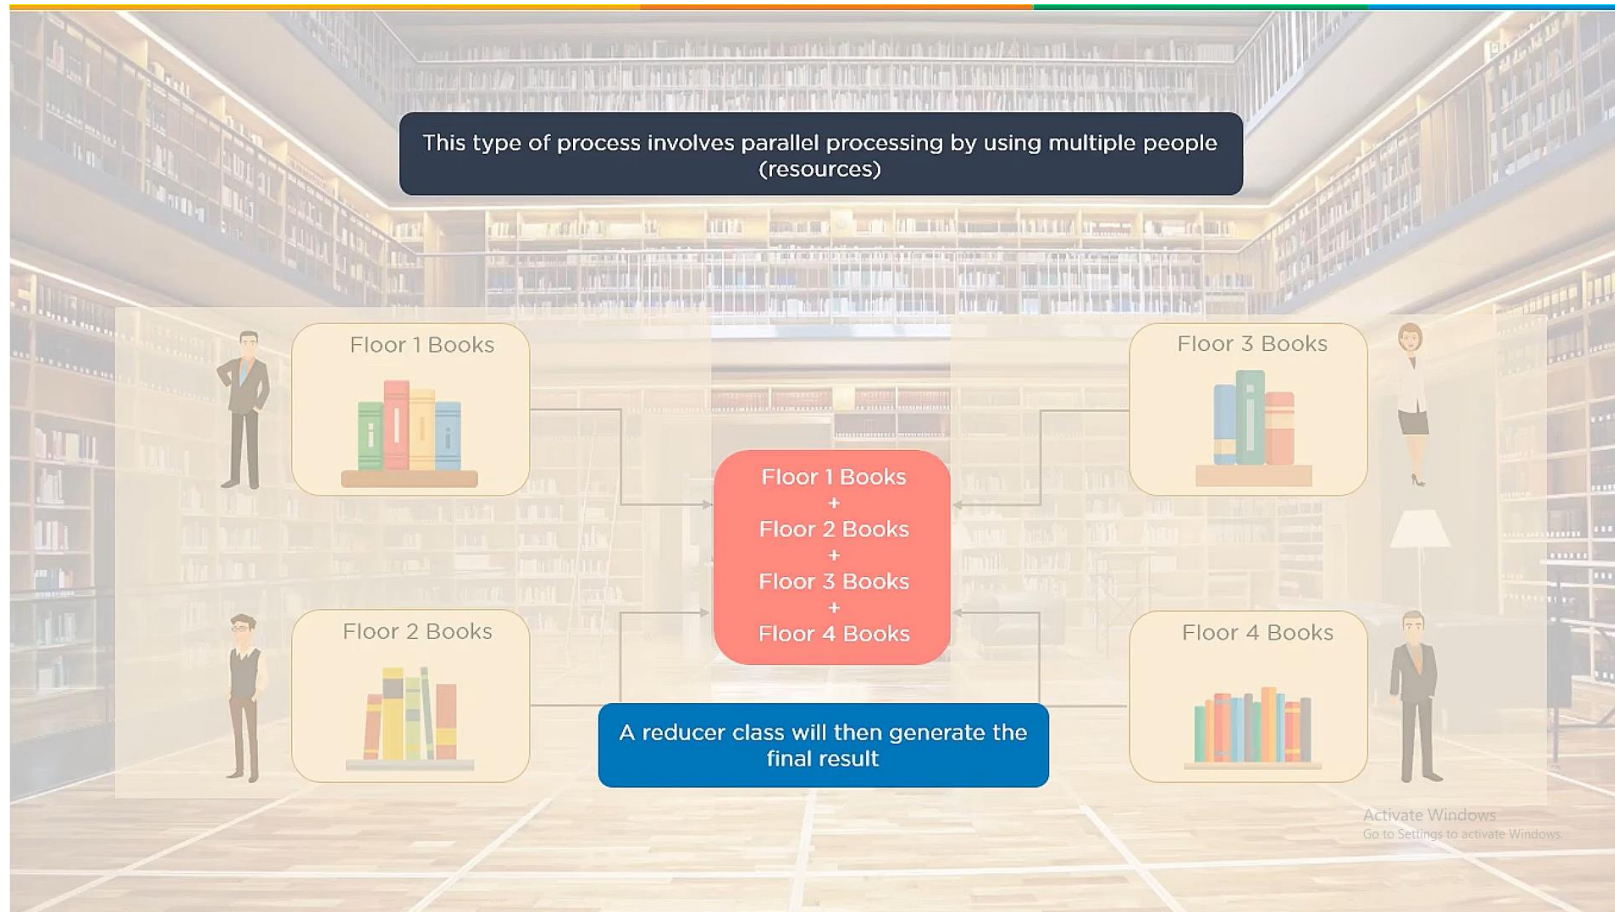 This type of process involves parallel processing by using multiple people
(resources)
Floor 1 Books
Floor 3 Books
Floor 1 Books
+
Floor 2 Books
+
Floor 3 Books
+
Floor 4 Books
Floor 2 Books
Floor 4 Books
A reducer class will then generate the
final result
Activate Windows
Go to Settings to activate Windows.